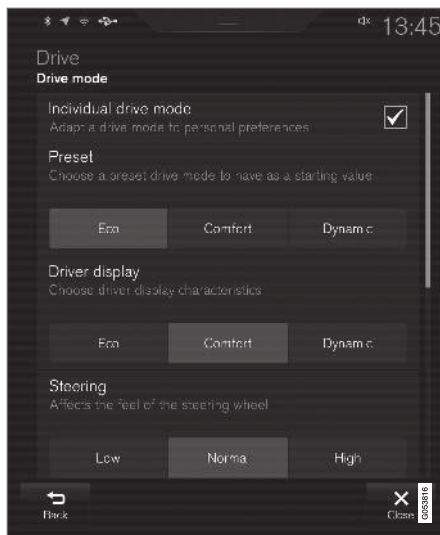 13:45
Drive
Drive mode
Individual drive mode
Adapt a drive mode to personal preferences
Preset
Choose a preset drive mode to have as a starting value
Eco Comfort Dynamic
Driver display
Choose driver display characteristics
Eco Comfort Dynamic
Steering
Affects the feel of the steering wheel
Low Normal High
Back Close
G053816